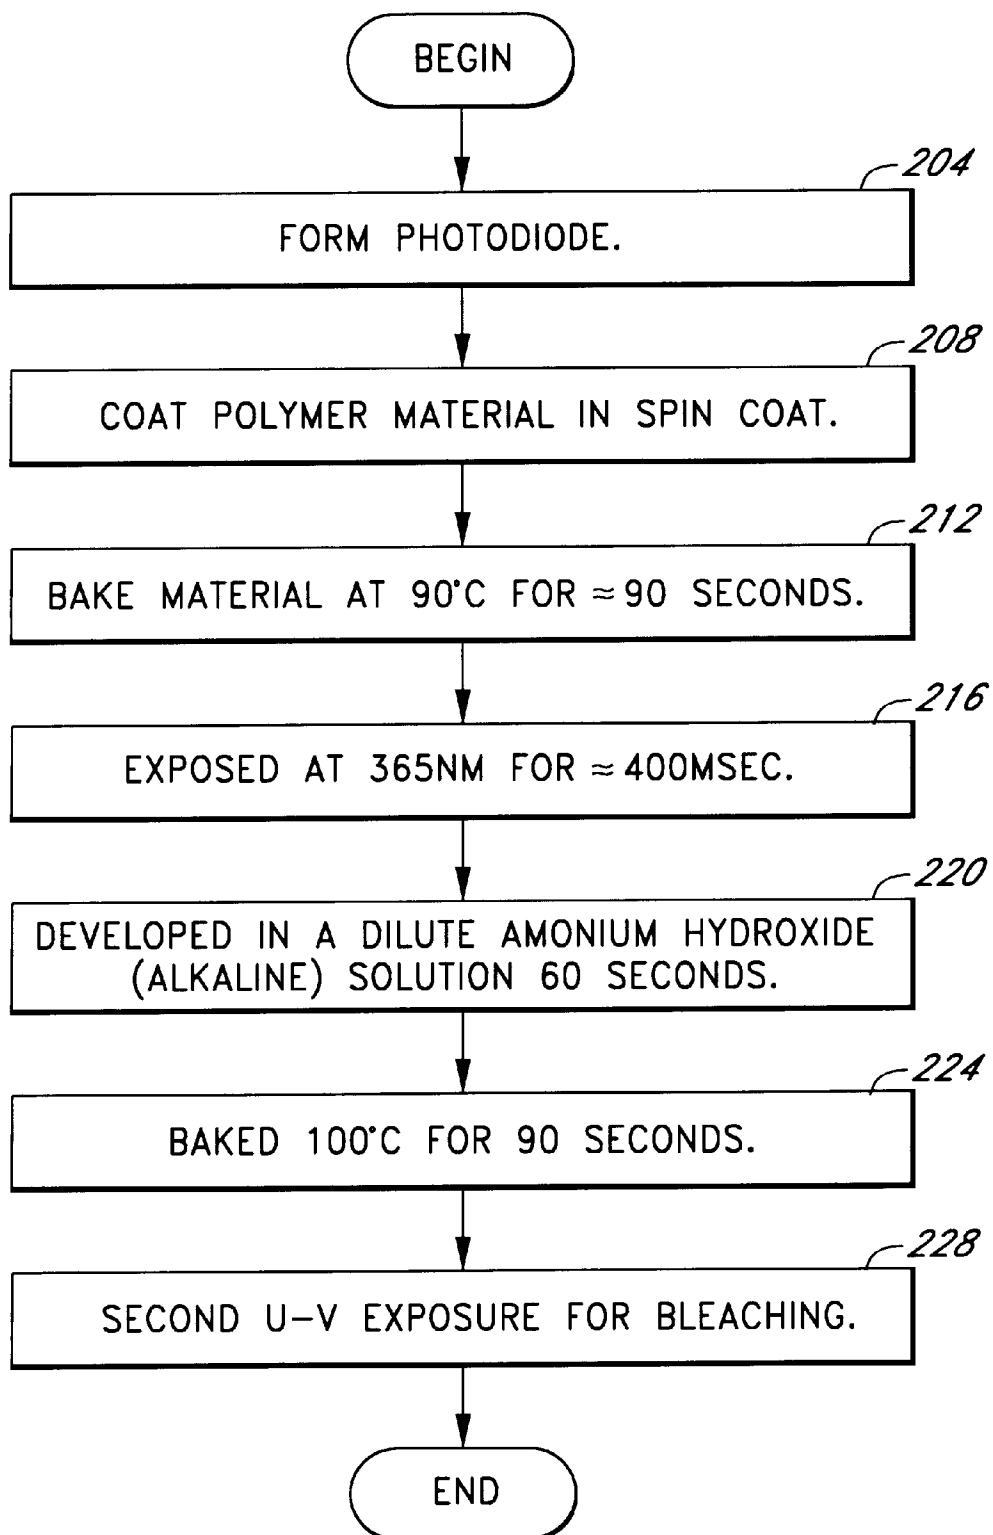 BEGIN
204
FORM PHOTODIODE.
208
COAT POLYMER MATERIAL IN SPIN COAT.
212
BAKE MATERIAL AT 90°C FOR ≈90 SECONDS.
216
EXPOSED AT 365NM FOR ≈400MSEC.
220
DEVELOPED IN A DILUTE AMONIUM HYDROXIDE
(ALKALINE) SOLUTION 60 SECONDS.
224
BAKED 100°C FOR 90 SECONDS.
228
SECOND U-V EXPOSURE FOR BLEACHING.
END